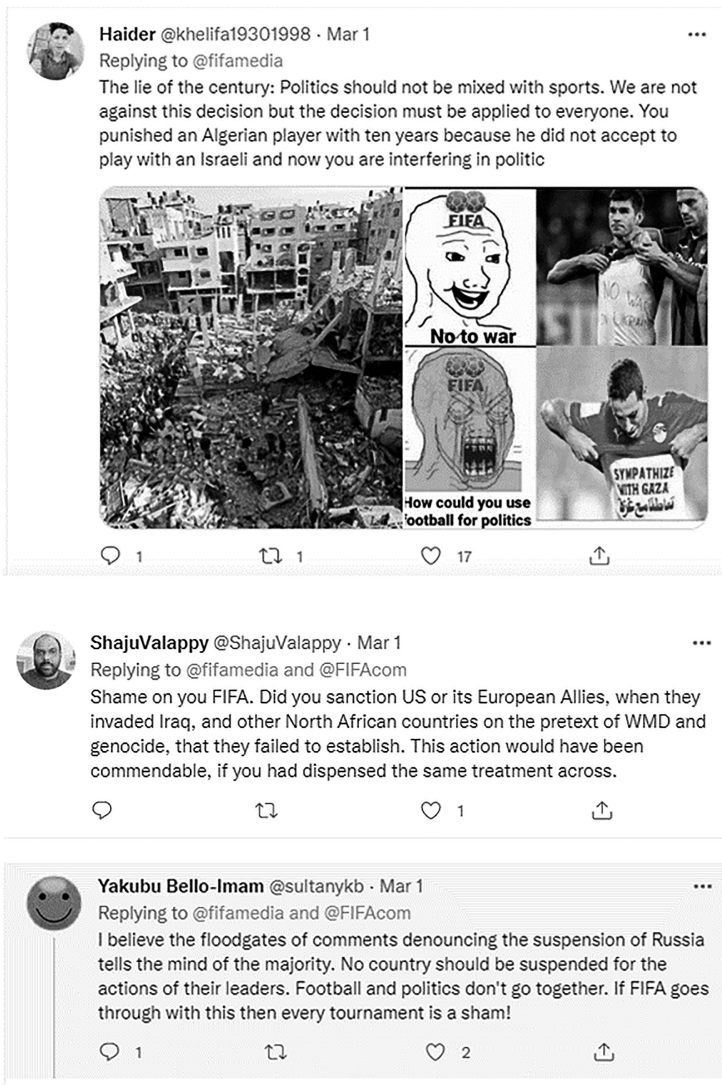 Haider @khelifa19301998 · Mar 1
Replying to @fifamedia
The lie of the century: Politics should not be mixed with sports. We are not
against this decision but the decision must be applied to everyone. You
punished an Algerian player with ten years because he did not accept to
play with an Israeli and now you are interfering in politic
FIFA
No to war
NO WAR
IN UKRAINE
FIFA
How could you use
football for politics
SYMPATHIZE
WITH GAZA
تعاطفا مع غزة
1 1 17
ShajuValappy @ShajuValappy · Mar 1
Replying to @fifamedia and @FIFAcom
Shame on you FIFA. Did you sanction US or its European Allies, when they
invaded Iraq, and other North African countries on the pretext of WMD and
genocide, that they failed to establish. This action would have been
commendable, if you had dispensed the same treatment across.
1
Yakubu Bello-Imam @sultanykb · Mar 1
Replying to @fifamedia and @FIFAcom
I believe the floodgates of comments denouncing the suspension of Russia
tells the mind of the majority. No country should be suspended for the
actions of their leaders. Football and politics don't go together. If FIFA goes
through with this then every tournament is a sham!
1 2